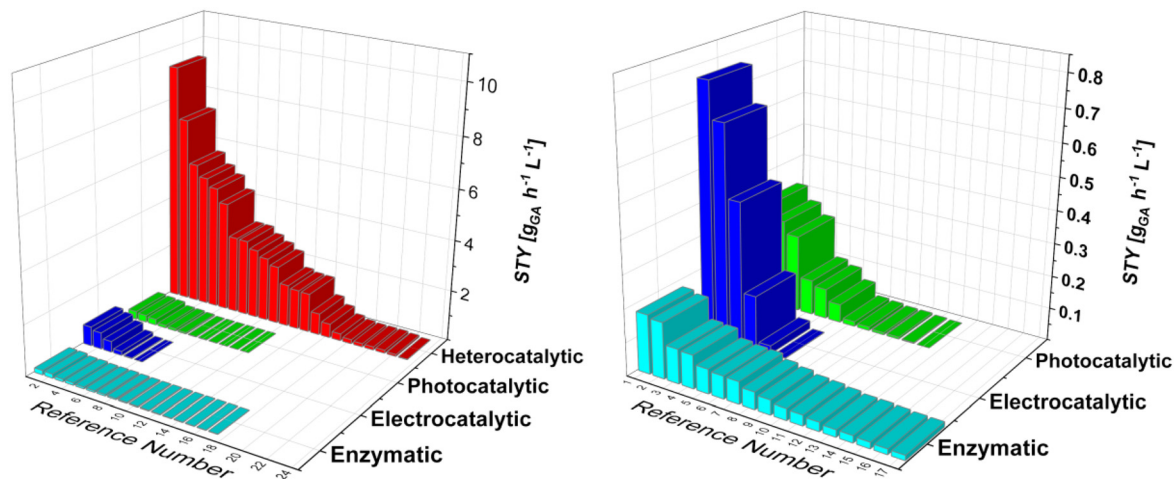 10
8
6
4
2
STY [g_GA h⁻¹ L⁻¹]
Heterocatalytic
Photocatalytic
Electrocatalytic
Enzymatic
2 4 6 8 10 12 14 16 18 20 22 24
Reference Number
0.8
0.7
0.6
0.5
0.4
0.3
0.2
0.1
STY [g_GA h⁻¹ L⁻¹]
Photocatalytic
Electrocatalytic
Enzymatic
1 2 3 4 5 6 7 8 9 10 11 12 13 14 15 16 17
Reference Number